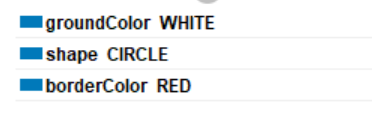 groundColor WHITE
shape CIRCLE
borderColor RED